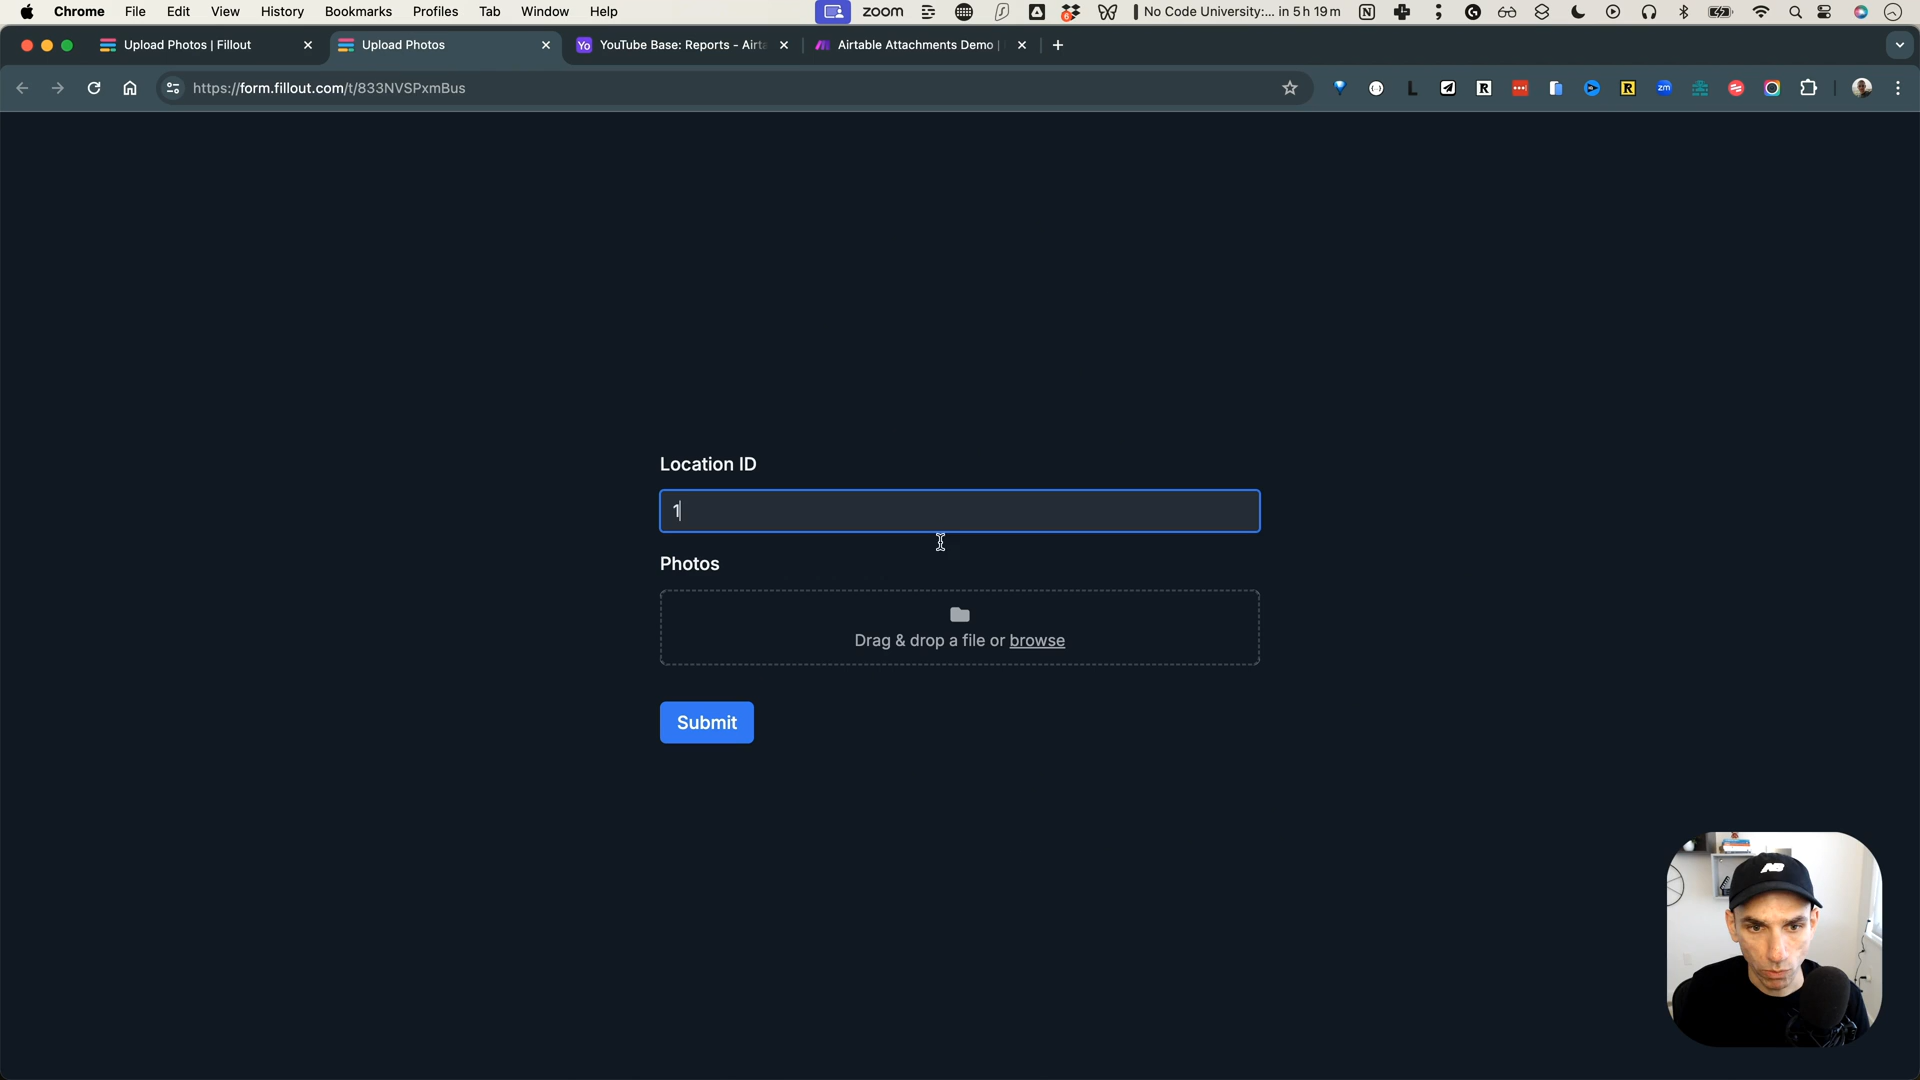 Chrome File Edit View History Bookmarks Profiles Tab Window Help zoom No Code University:... in 5 h 19 m
Upload Photos | Fillout Upload Photos YouTube Base: Reports - Airta Airtable Attachments Demo |
https://form.fillout.com/t/833NVSPxmBus
Location ID
1
Photos
Drag & drop a file or browse
Submit